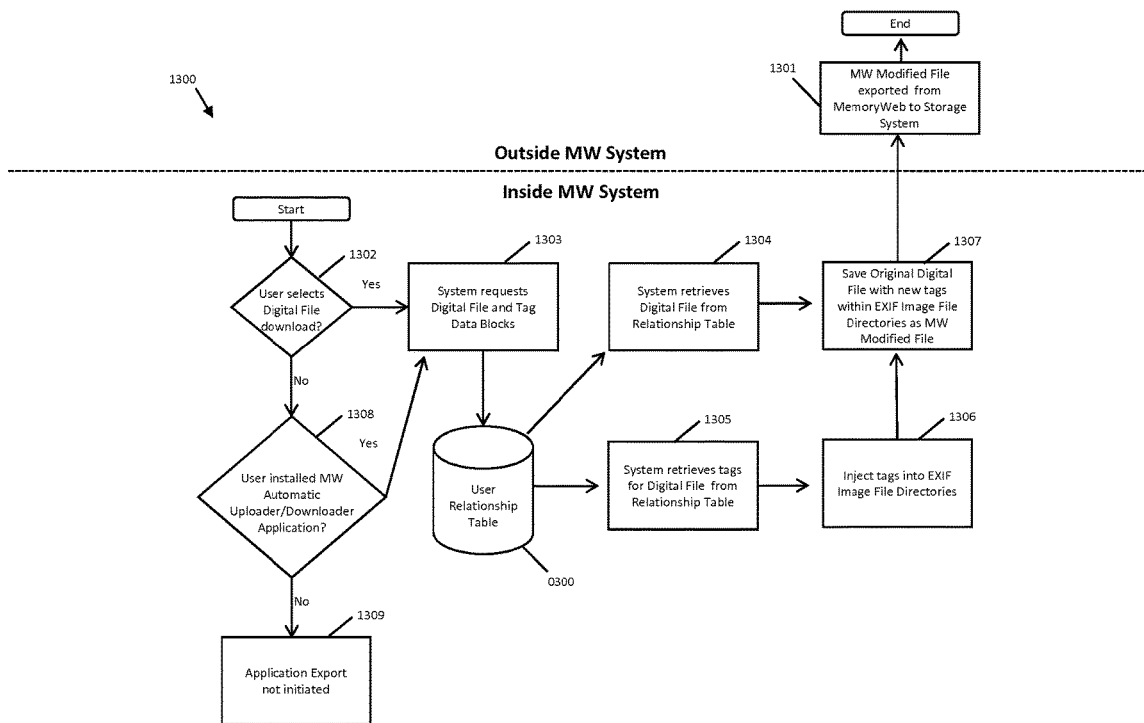 End
1301
MW Modified File
exported from
MemoryWeb to Storage
System
1300
Outside MW System
Inside MW System
Start
1302
User selects
Digital File
download?
Yes
1303
System requests
Digital File and Tag
Data Blocks
1304
System retrieves
Digital File from
Relationship Table
1307
Save Original Digital
File with new tags
within EXIF Image File
Directories as MW
Modified File
No
1308
Yes
User installed MW
Automatic
Uploader/Downloader
Application?
User
Relationship
Table
0300
1305
System retrieves tags
for Digital File from
Relationship Table
1306
Inject tags into EXIF
Image File Directories
No
1309
Application Export
not initiated